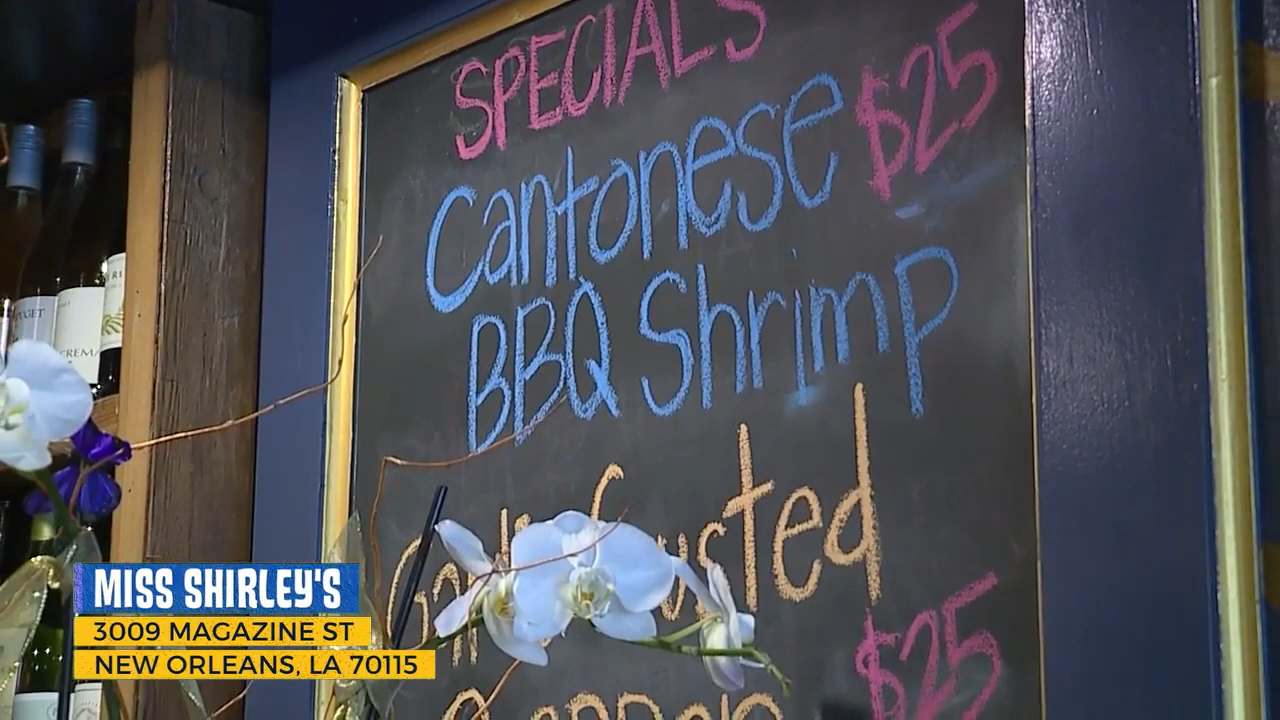 SPECIALS
Cantonese $25
BBQ Shrimp
$25
MISS SHIRLEY'S
3009 MAGAZINE ST
NEW ORLEANS, LA 70115